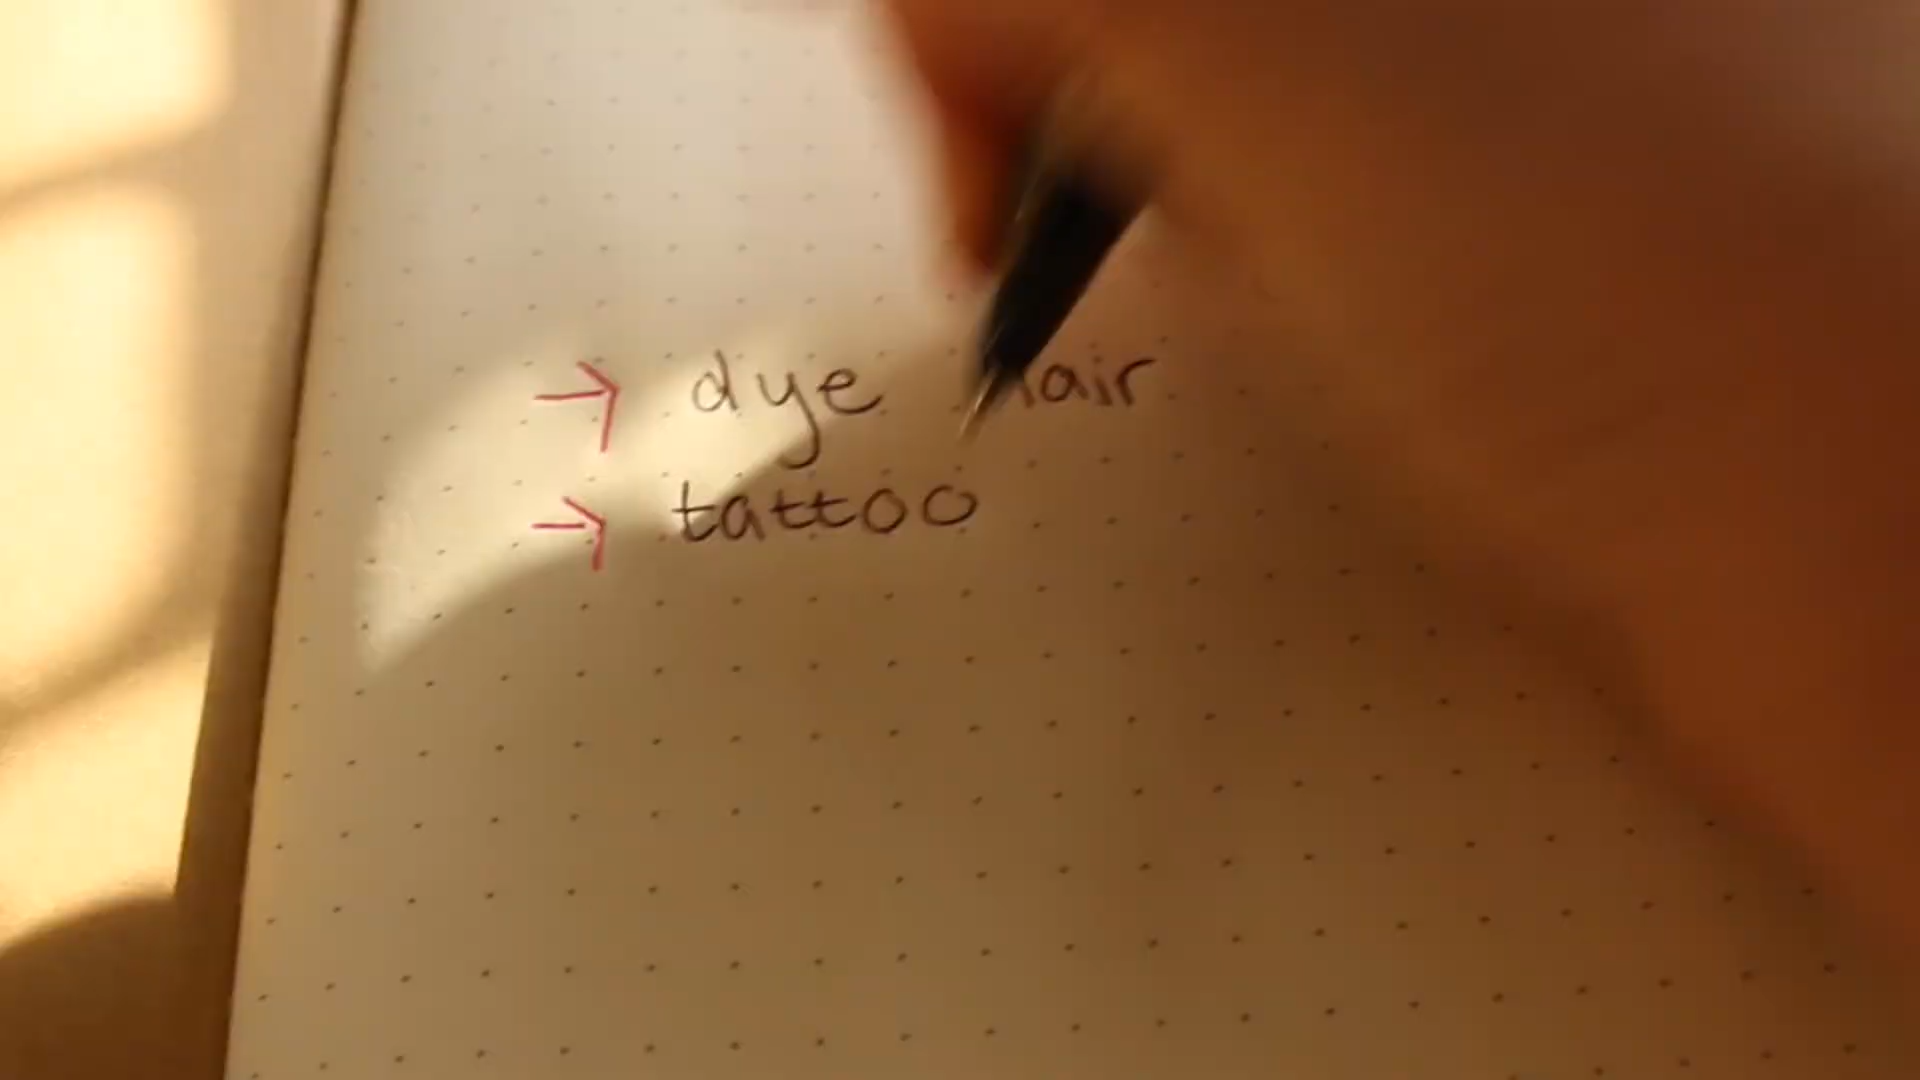 → dye hair
→ tattoo